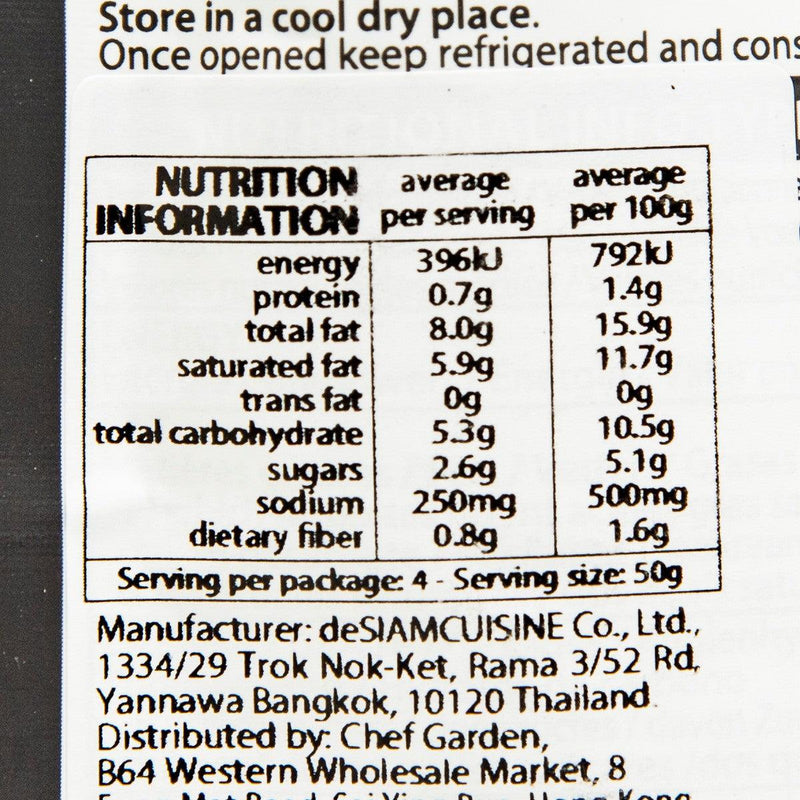 Store in a cool dry place.
Once opened keep refrigerated and cons
NUTRITION INFORMATION average per serving average per 100g
energy 396kJ 792kJ
protein 0.7g 1.4g
total fat 8.0g 15.9g
saturated fat 5.9g 11.7g
trans fat 0g 0g
total carbohydrate 5.3g 10.5g
sugars 2.6g 5.1g
sodium 250mg 500mg
dietary fiber 0.8g 1.6g
Serving per package: 4 - Serving size: 50g
Manufacturer: deSIAMCUISINE Co., Ltd.,
1334/29 Trok Nok-Ket, Rama 3/52 Rd,
Yannawa Bangkok, 10120 Thailand.
Distributed by: Chef Garden,
B64 Western Wholesale Market, 8
Hong Kong